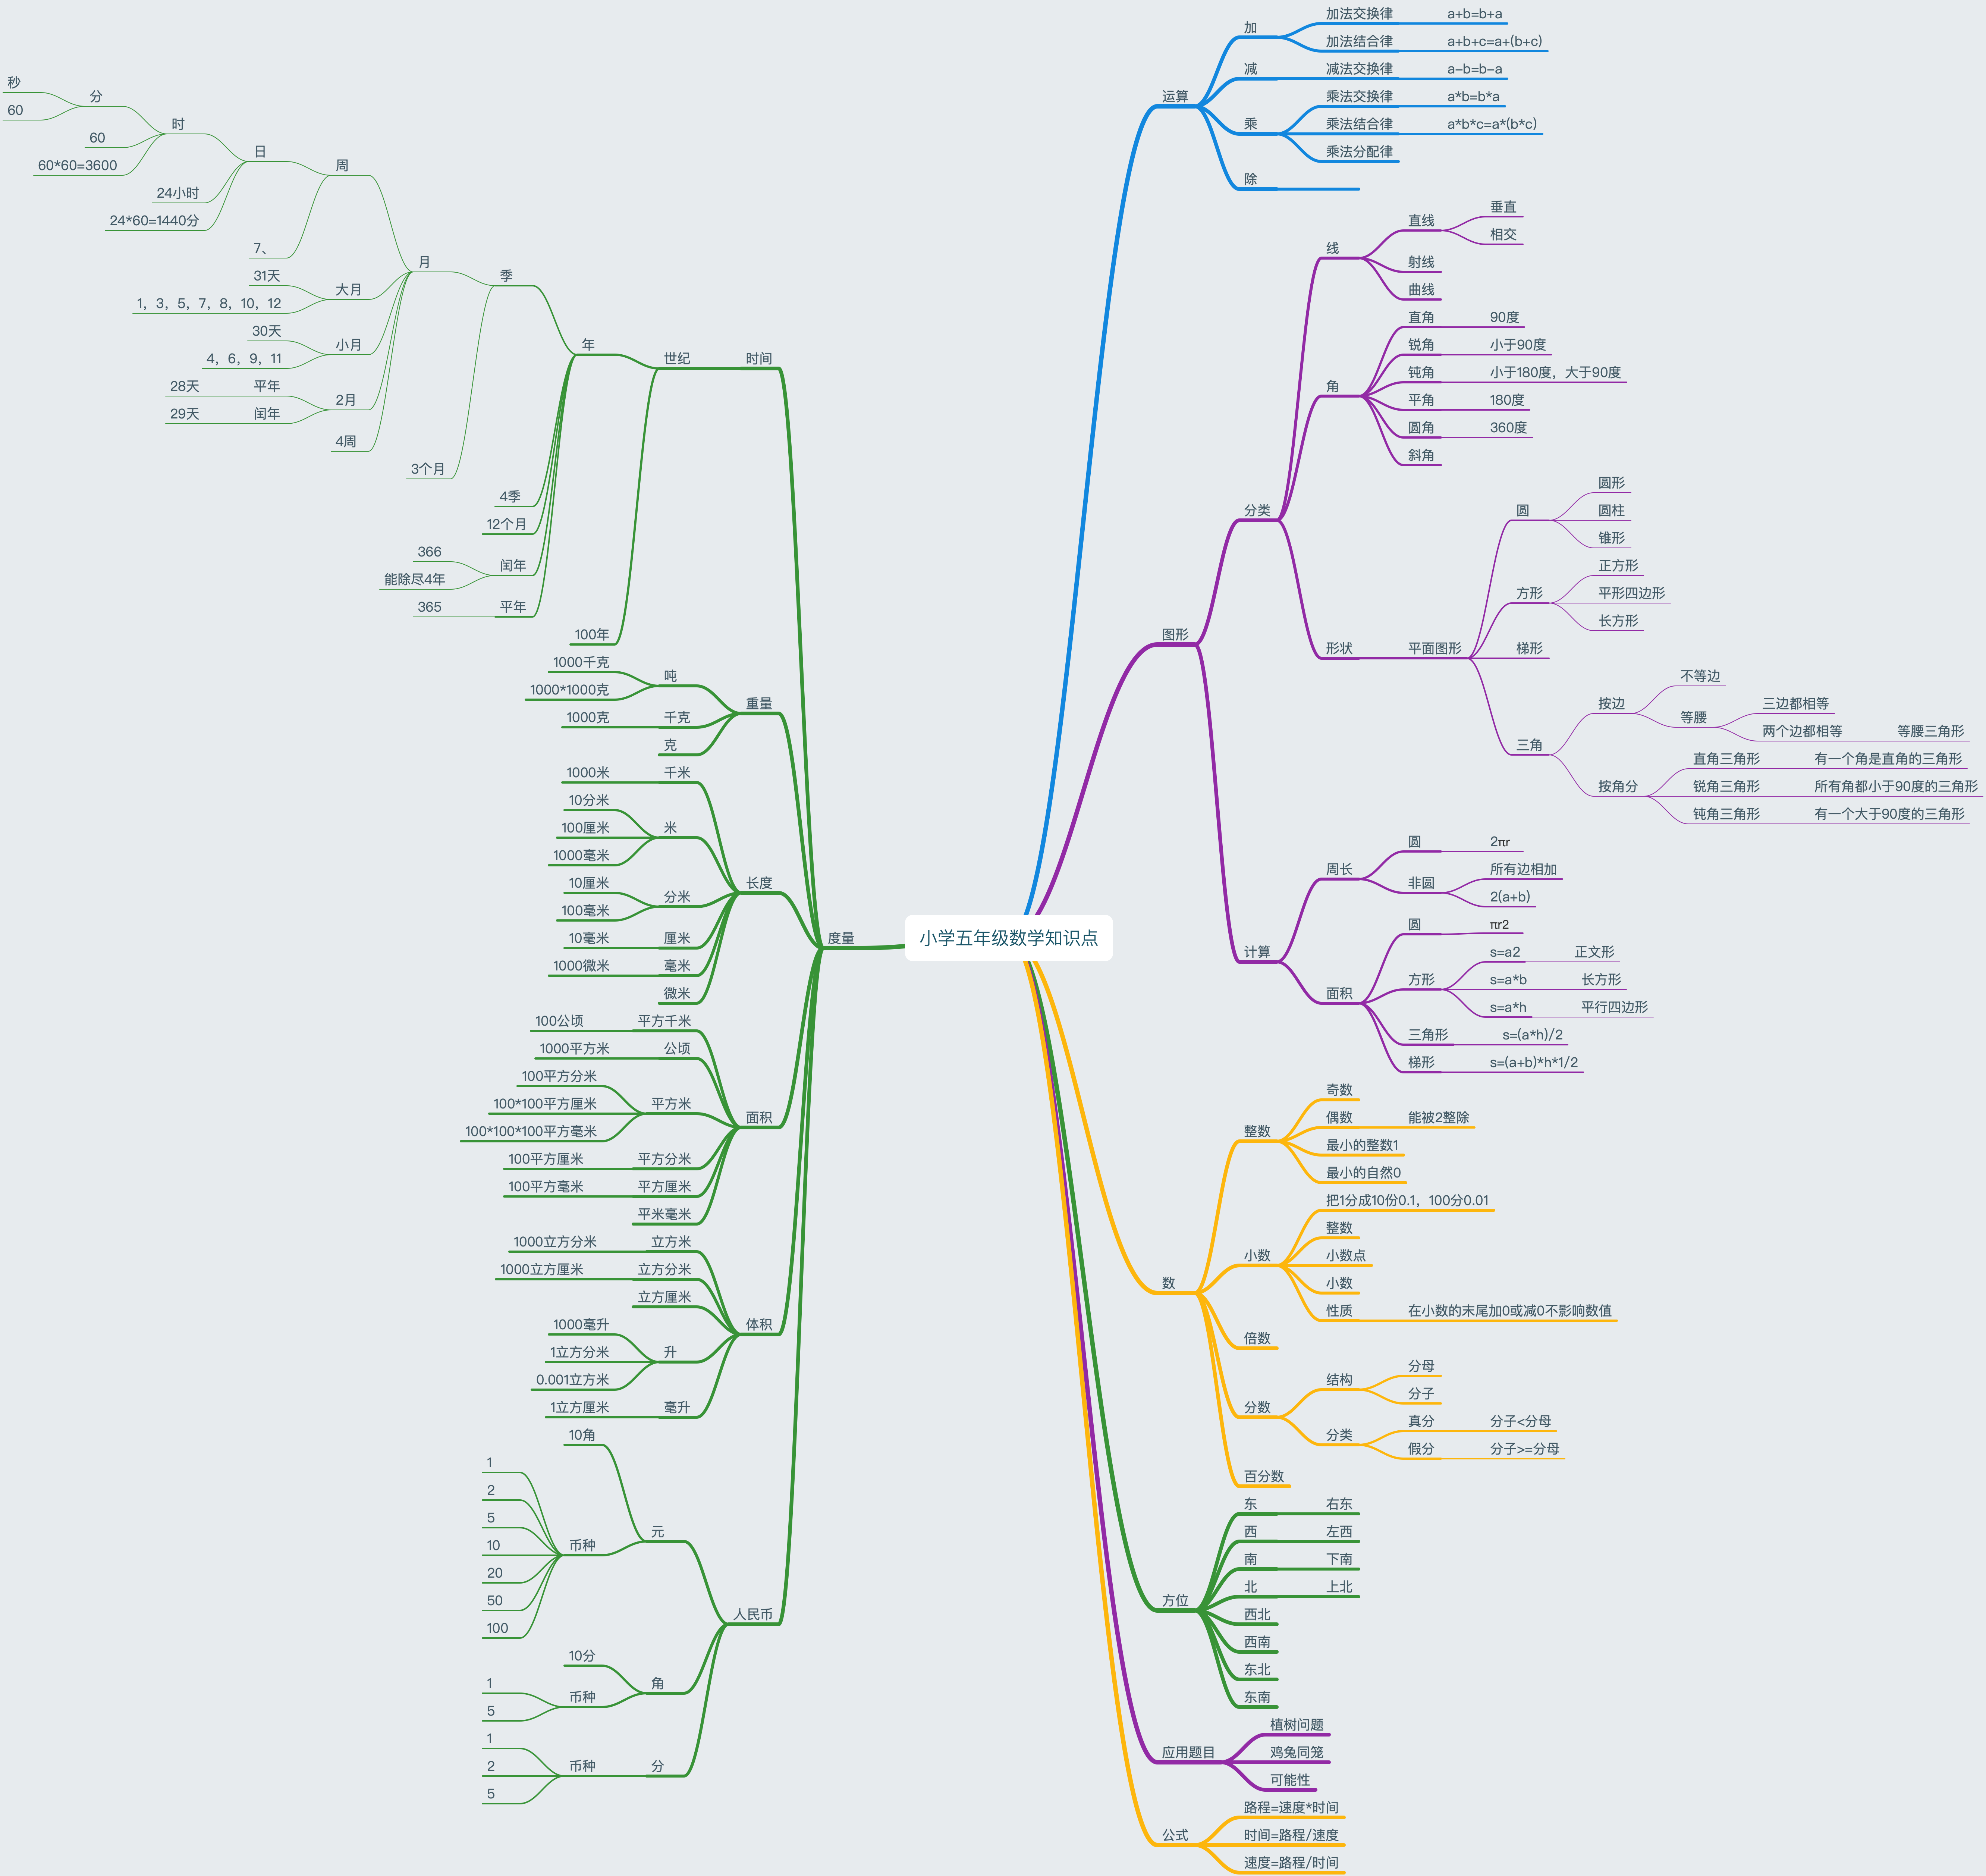 小学五年级数学知识点
运算
加
加法交换律 a+b=b+a
加法结合律 a+b+c=a+(b+c)
减 减法交换律 a-b=b-a
乘
乘法交换律 a*b=b*a
乘法结合律 a*b*c=a*(b*c)
乘法分配律
除
图形
分类
线
直线
垂直
相交
射线
曲线
角
直角 90度
锐角 小于90度
钝角 小于180度，大于90度
平角 180度
圆角 360度
斜角
形状 平面图形
圆
圆形
圆柱
锥形
方形
正方形
平形四边形
长方形
梯形
三角
按边
不等边
等腰
三边都相等
两个边都相等 等腰三角形
按角分
直角三角形 有一个角是直角的三角形
锐角三角形 所有角都小于90度的三角形
钝角三角形 有一个大于90度的三角形
计算
周长
圆 2πr
非圆
所有边相加
2(a+b)
面积
圆 πr2
方形
s=a2 正文形
s=a*b 长方形
s=a*h 平行四边形
三角形 s=(a*h)/2
梯形 s=(a+b)*h*1/2
数
整数
奇数
偶数 能被2整除
最小的整数1
最小的自然0
小数
把1分成10份0.1，100分0.01
整数
小数点
小数
性质 在小数的末尾加0或减0不影响数值
倍数
分数
结构
分母
分子
分类
真分 分子<分母
假分 分子>=分母
百分数
方位
东 右东
西 左西
南 下南
北 上北
西北
西南
东北
东南
应用题目
植树问题
鸡兔同笼
可能性
公式
路程=速度*时间
时间=路程/速度
速度=路程/时间
度量
时间
世纪
年
季
月
周
日
时
分
秒
60
60
60*60=3600
24小时
24*60=1440分
7、
大月
31天
1，3，5，7，8，10，12
小月
30天
4，6，9，11
2月
平年 28天
闰年 29天
4周
3个月
4季
12个月
闰年
366
能除尽4年
平年 365
100年
重量
吨
1000千克
1000*1000克
千克 1000克
克
长度
千米 1000米
米
10分米
100厘米
1000毫米
分米
10厘米
100毫米
厘米 10毫米
毫米 1000微米
微米
面积
平方千米 100公顷
公顷 1000平方米
平方米
100平方分米
100*100平方厘米
100*100*100平方毫米
平方分米 100平方厘米
平方厘米 100平方毫米
平米毫米
体积
立方米 1000立方分米
立方分米 1000立方厘米
立方厘米
升
1000毫升
1立方分米
0.001立方米
毫升 1立方厘米
人民币
元
10角
币种
1
2
5
10
20
50
100
角
10分
币种
1
5
分
币种
1
2
5